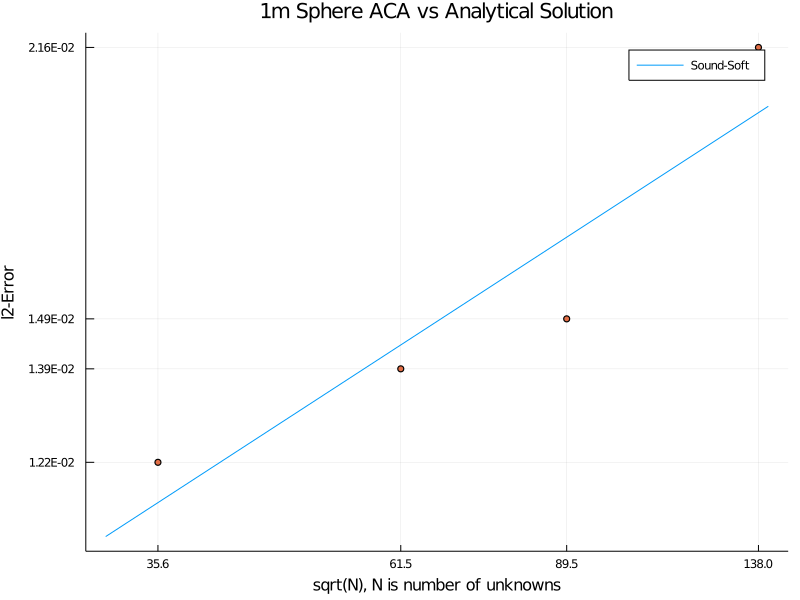 1m Sphere ACA vs Analytical Solution
2.16E-02
Sound-Soft
l2-Error
1.49E-02
1.39E-02
1.22E-02
35.6 61.5 89.5 138.0
sqrt(N), N is number of unknowns